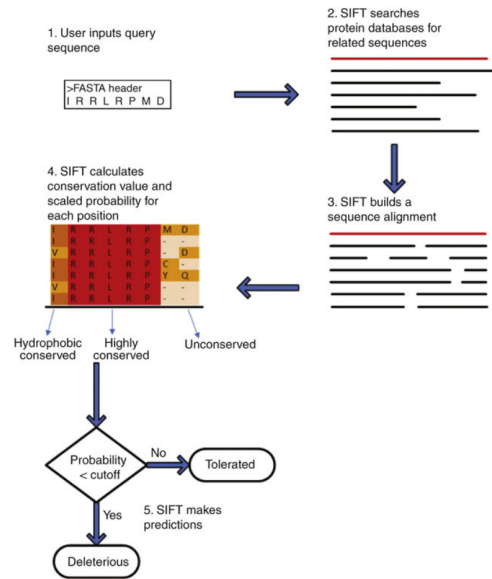 1. User inputs query
sequence
>FASTA header
I R R L R P M D
2. SIFT searches
protein databases for
related sequences
3. SIFT builds a
sequence alignment
4. SIFT calculates
conservation value and
scaled probability for
each position
I R R L R P M D
I R R L R P - -
V R R L R P - D
I R R L R P C -
I R R L R P Y Q
V R R L R P - -
I R R L R P - -
Hydrophobic
conserved
Highly
conserved
Unconserved
Probability
< cutoff
No
Tolerated
Yes
5. SIFT makes
predictions
Deleterious